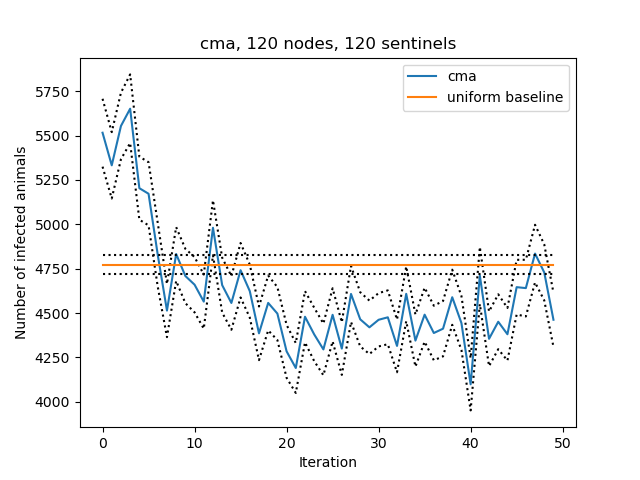 cma, 120 nodes, 120 sentinels
cma
uniform baseline
Number of infected animals
5750
5500
5250
5000
4750
4500
4250
4000
0
10
20
30
40
50
Iteration